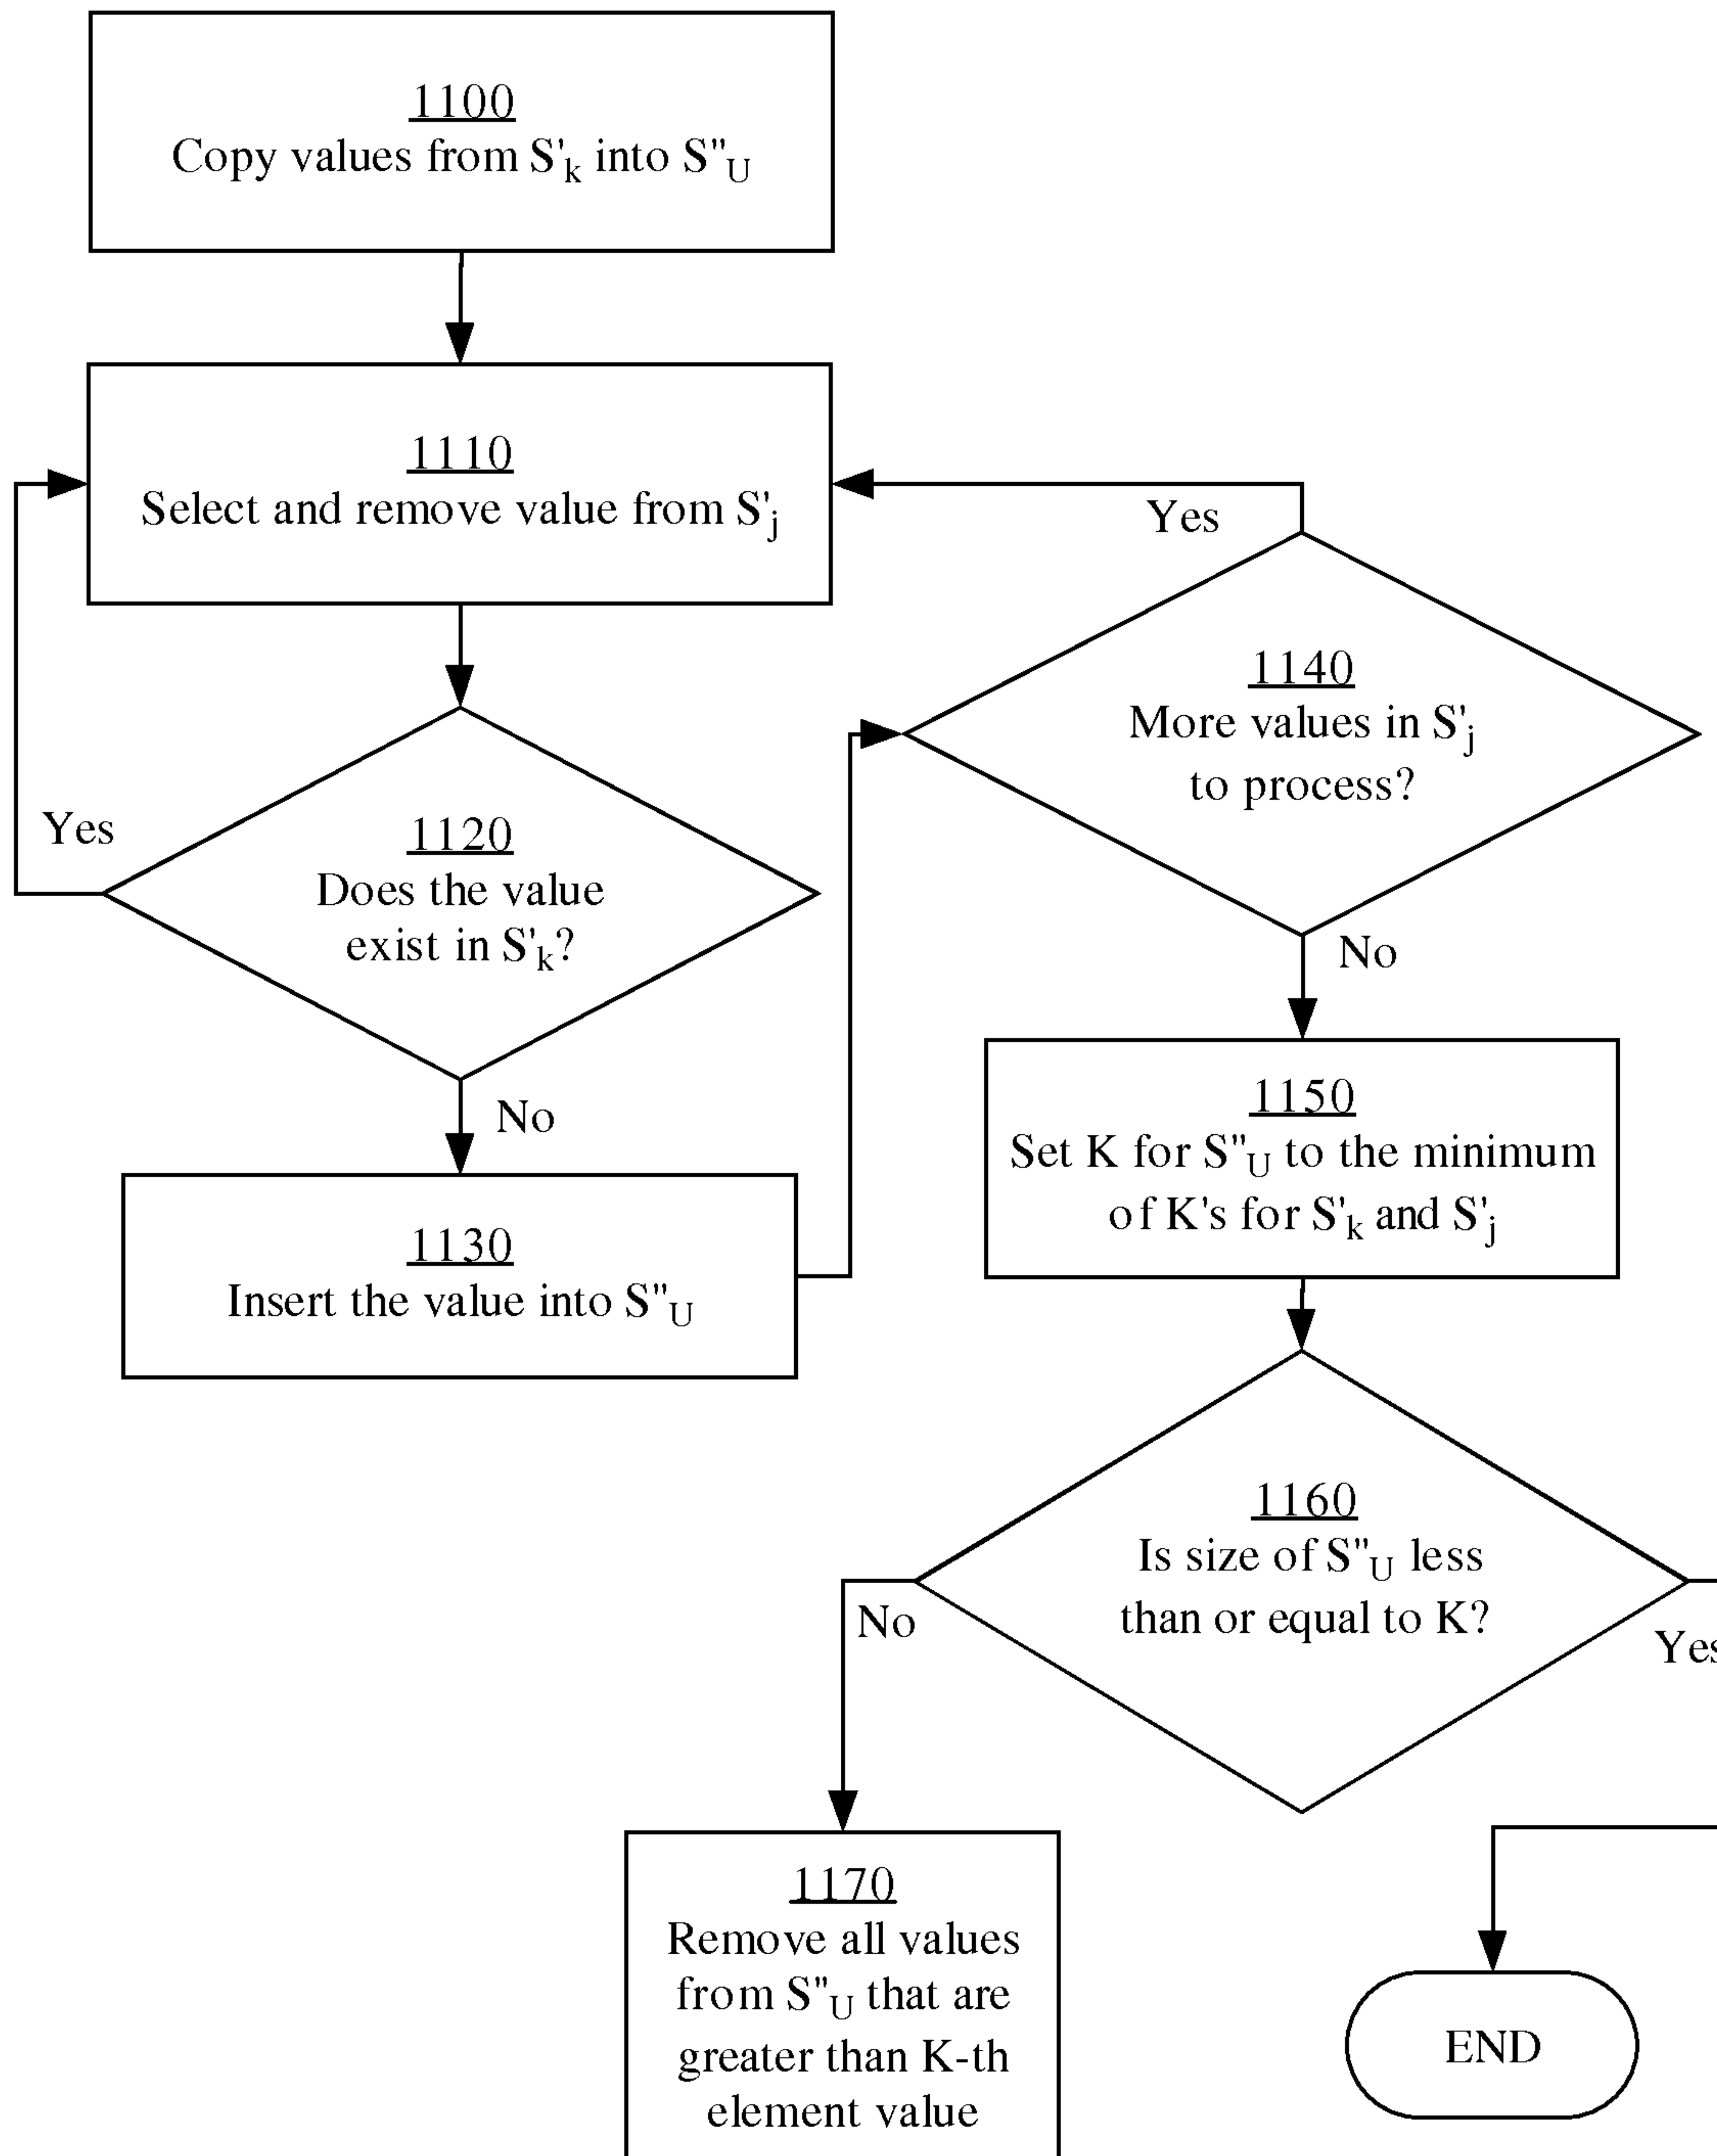 1100
Copy values from S'k into S"U
1110
Select and remove value from S'j
Yes
1120
Does the value
exist in S'k?
Yes
No
1130
Insert the value into S"U
1140
More values in S'j
to process?
No
1150
Set K for S"U to the minimum
of K's for S'k and S'j
1160
Is size of S"U less
than or equal to K?
No
Yes
1170
Remove all values
from S"U that are
greater than K-th
element value
END